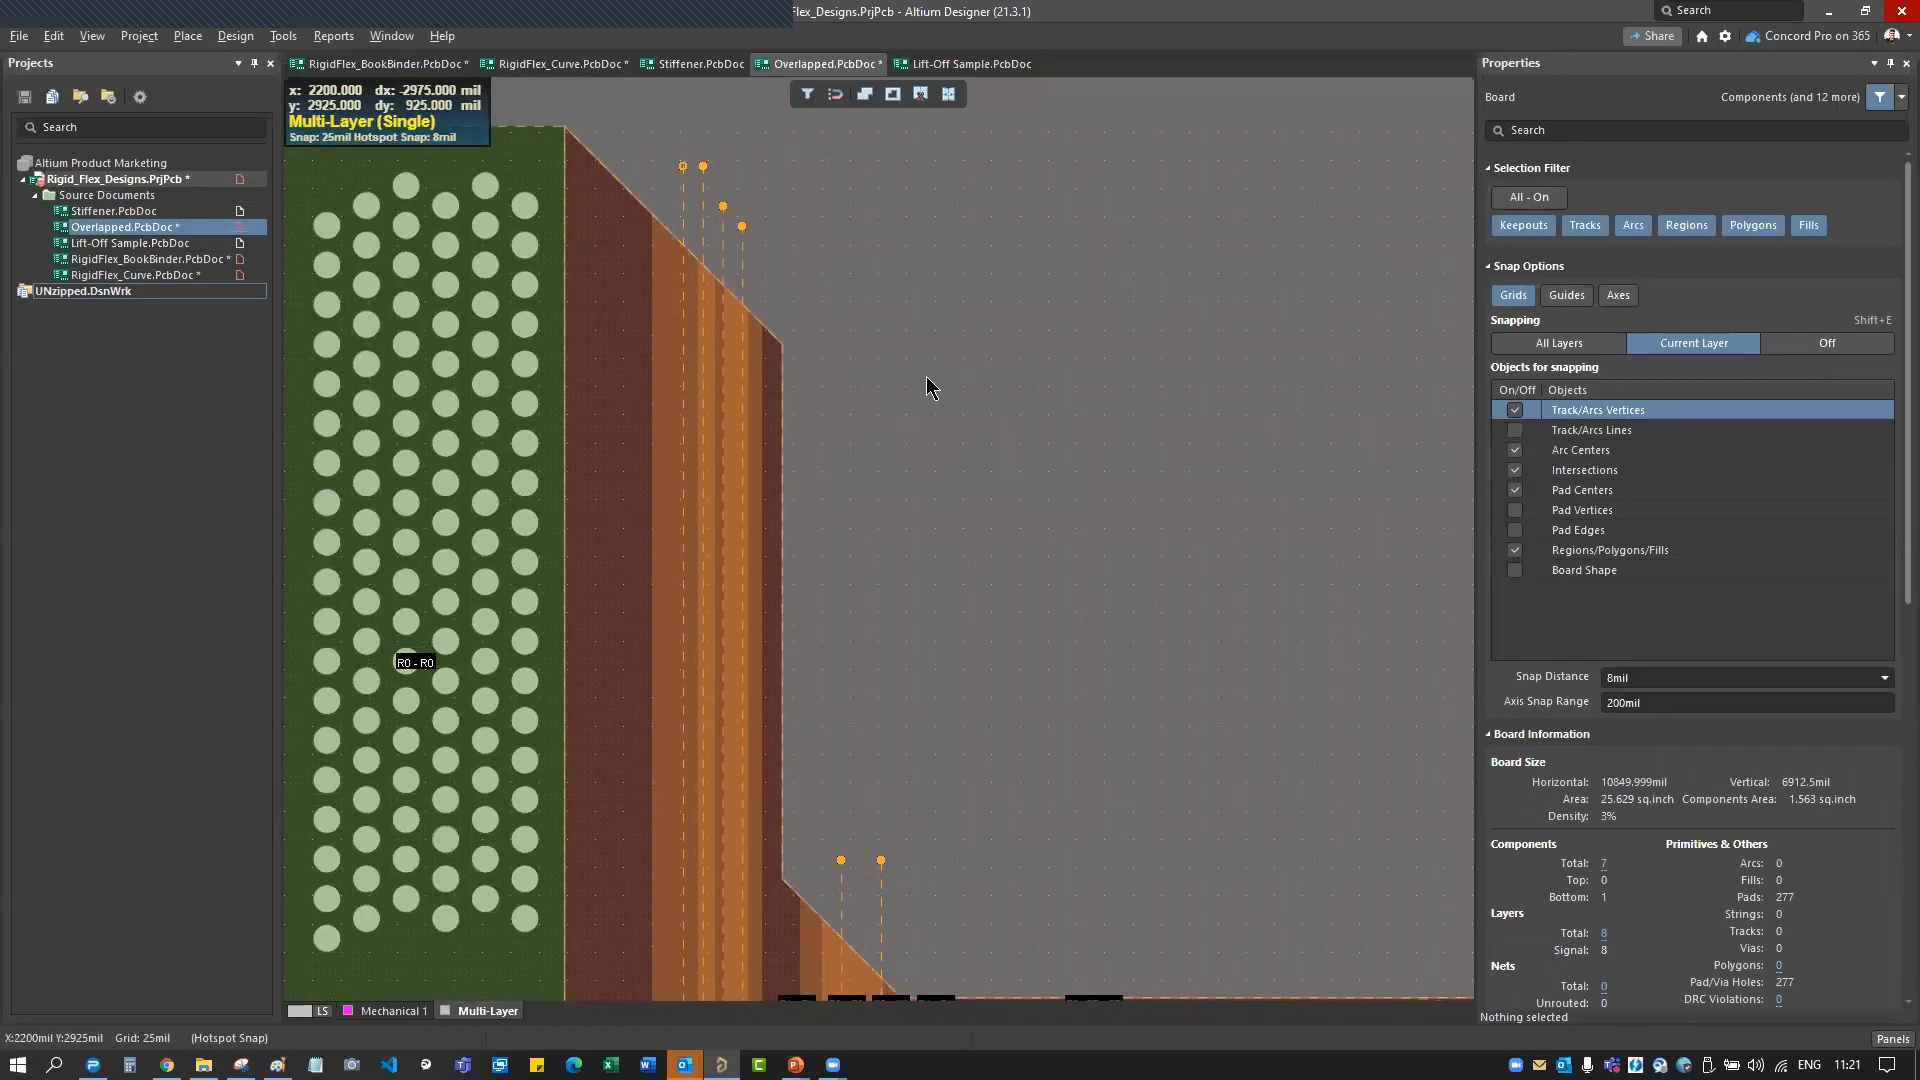 Flex_Designs.PrjPcb - Altium Designer (21.3.1)
Search
File Edit View Project Place Design Tools Reports Window Help
Share
Concord Pro on 365
Projects
RigidFlex_BookBinder.PcbDoc *
RigidFlex_Curve.PcbDoc *
Stiffener.PcbDoc
Overlapped.PcbDoc *
Lift-Off Sample.PcbDoc
Properties
x: 2200.000 dx: -2975.000 mil
y: 2925.000 dy: 925.000 mil
Multi-Layer (Single)
Snap: 25mil Hotspot Snap: 8mil
Board
Components (and 12 more)
Search
Search
Altium Product Marketing
Rigid_Flex_Designs.PrjPcb *
Source Documents
Stiffener.PcbDoc
Overlapped.PcbDoc *
Lift-Off Sample.PcbDoc
RigidFlex_BookBinder.PcbDoc *
RigidFlex_Curve.PcbDoc *
UNzipped.DsnWrk
R0 - R0
Selection Filter
All - On
Keepouts Tracks Arcs Regions Polygons Fills
Snap Options
Grids Guides Axes
Snapping Shift+E
All Layers Current Layer Off
Objects for snapping
On/Off Objects
Track/Arcs Vertices
Track/Arcs Lines
Arc Centers
Intersections
Pad Centers
Pad Vertices
Pad Edges
Regions/Polygons/Fills
Board Shape
Snap Distance 8mil
Axis Snap Range 200mil
Board Information
Board Size
Horizontal: 10849.999mil Vertical: 6912.5mil
Area: 25.629 sq.inch Components Area: 1.563 sq.inch
Density: 3%
Components
Total: 7
Top: 0
Bottom: 1
Layers
Total: 8
Signal: 8
Nets
Total: 0
Unrouted: 0
Primitives & Others
Arcs: 0
Fills: 0
Pads: 277
Strings: 0
Tracks: 0
Vias: 0
Polygons: 0
Pad/Via Holes: 277
DRC Violations: 0
Nothing selected
LS Mechanical 1 Multi-Layer
X:2200mil Y:2925mil Grid: 25mil (Hotspot Snap)
Panels
ENG 11:21